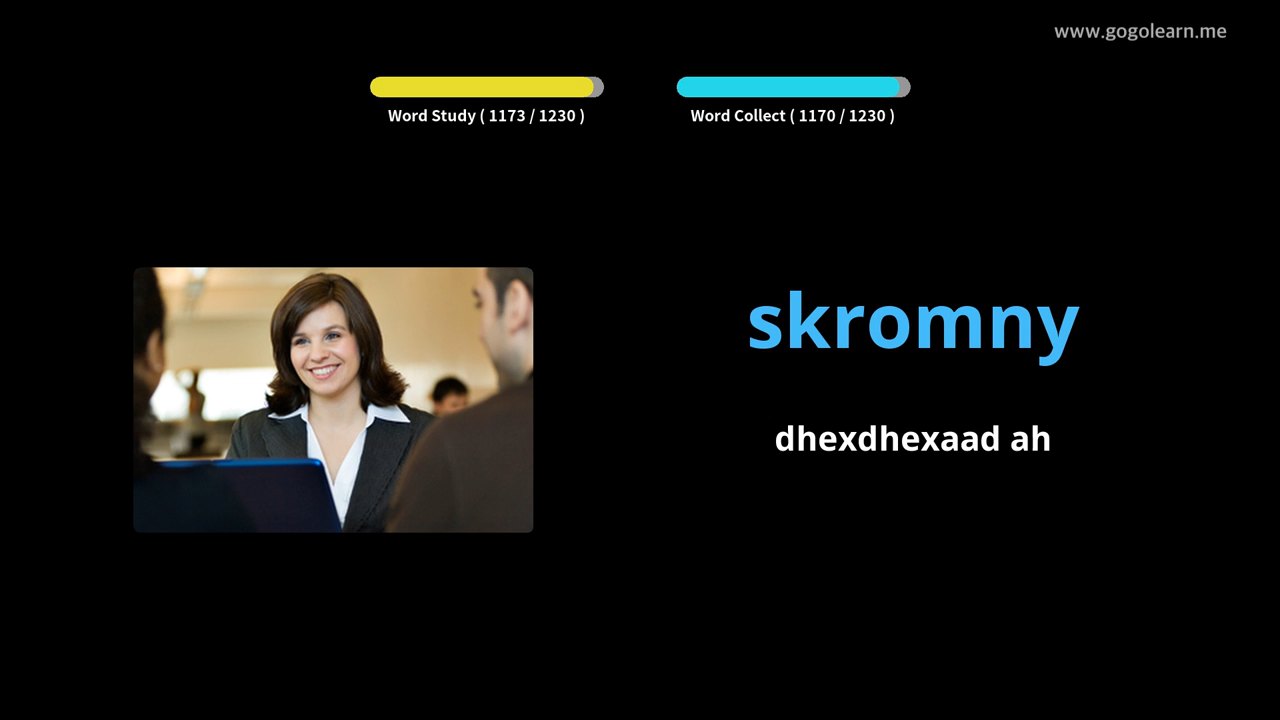 www.gogolearn.me
Word Study ( 1173 / 1230 )
Word Collect ( 1170 / 1230 )
skromny
dhexdhexaad ah